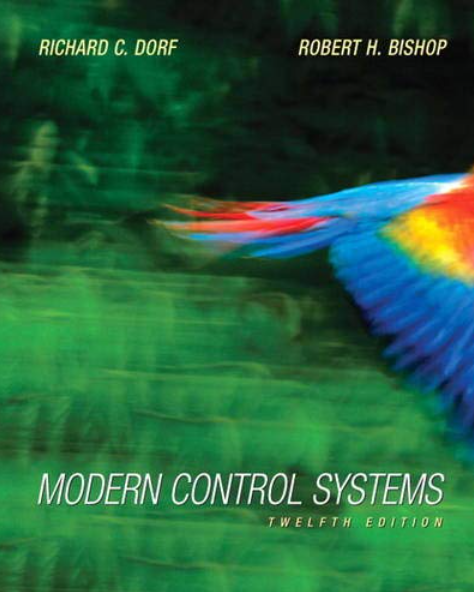 RICHARD C. DORF ROBERT H. BISHOP
MODERN CONTROL SYSTEMS
TWELFTH EDITION